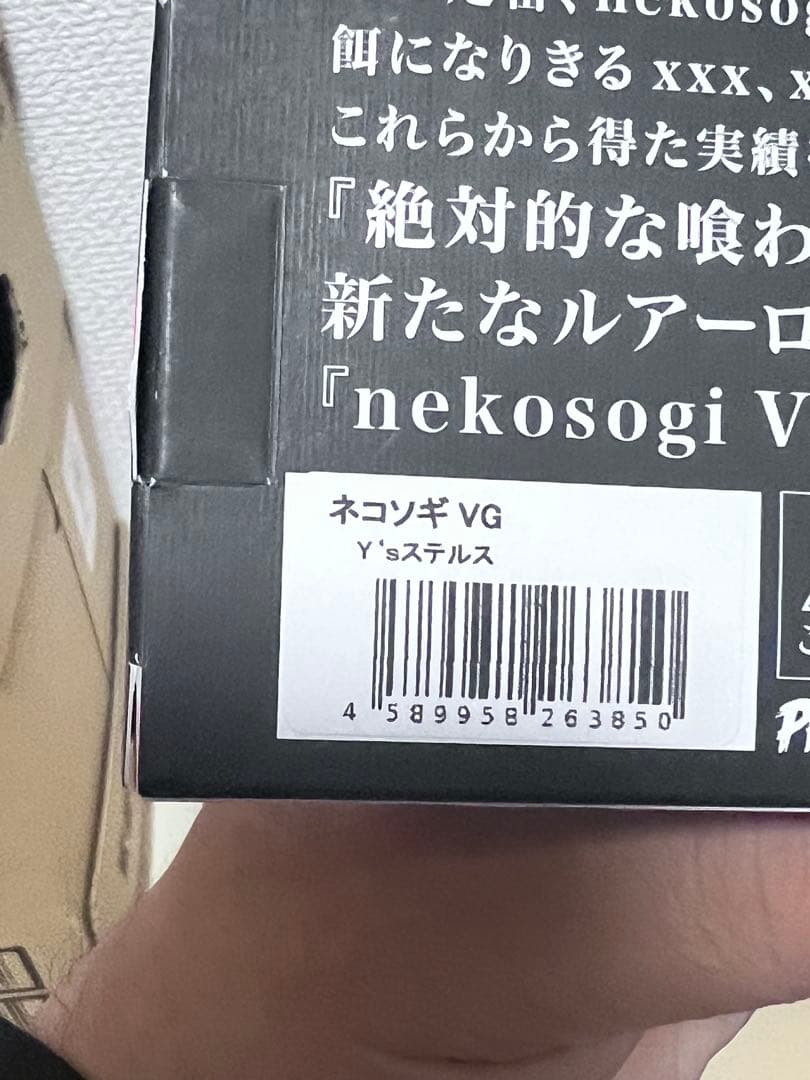 nekosog
餌になりきる xxx、x
これらから得た実績
『絶対的な喰わ
新たなルアーロ
『nekosogi V
ネコソギ VG
Y‘sステルス
4 589958 263850